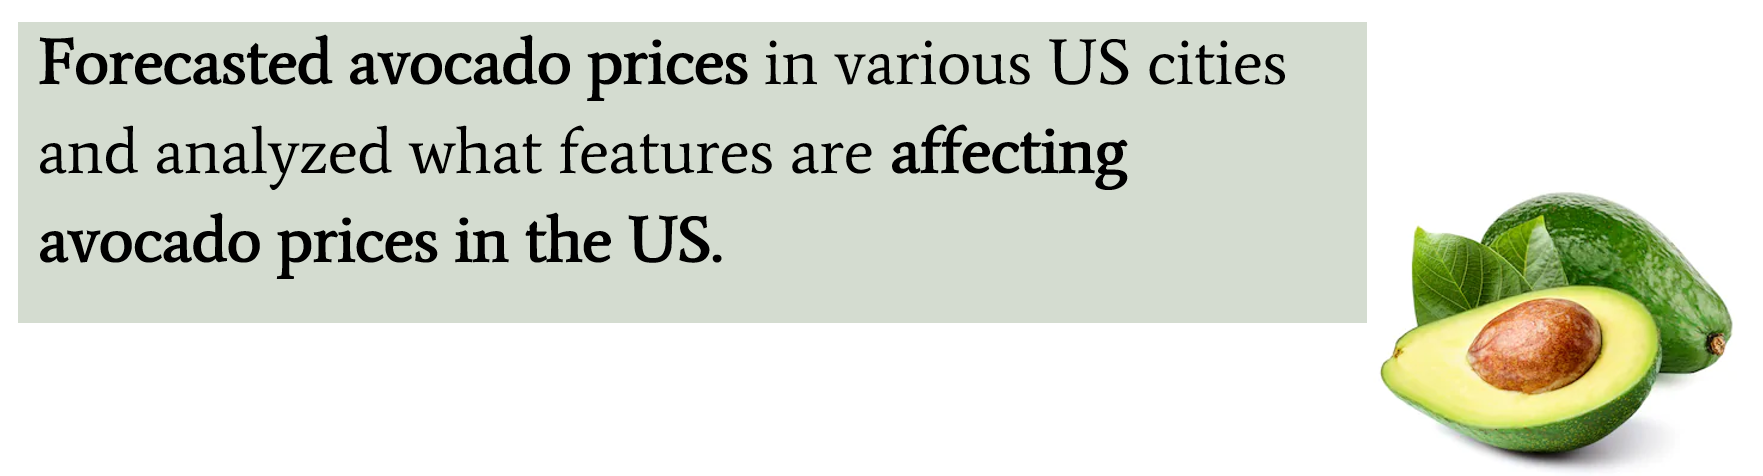 Forecasted avocado prices in various US cities
and analyzed what features are affecting
avocado prices in the US.